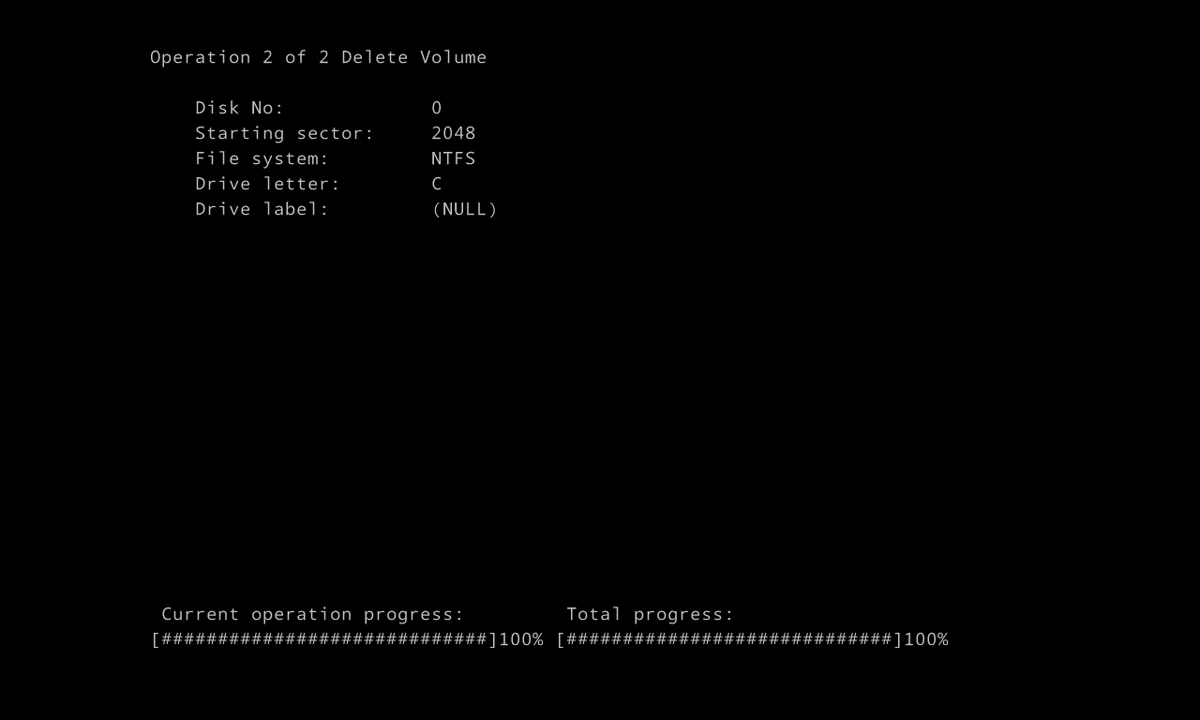 Operation 2 of 2 Delete Volume
Disk No: 0
Starting sector: 2048
File system: NTFS
Drive letter: C
Drive label: (NULL)
Current operation progress: Total progress:
[#############################]100% [#############################]100%